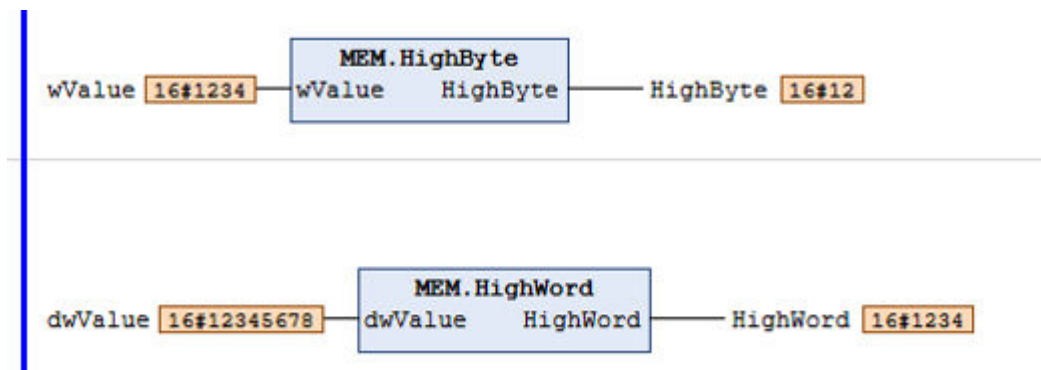 MEM.HighByte
wValue 16#1234 wValue HighByte HighByte 16#12
MEM.HighWord
dwValue 16#12345678 dwValue HighWord HighWord 16#1234